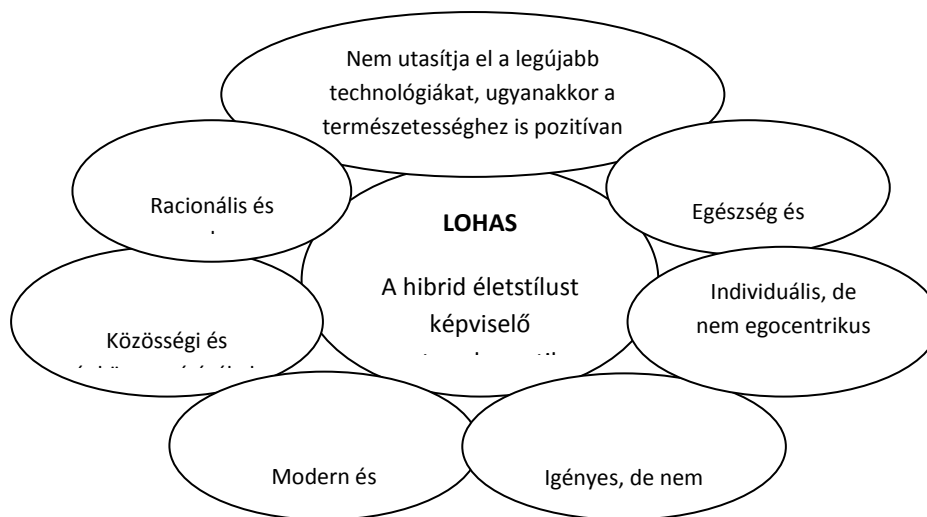 Nem utasítja el a legújabb
technológiákat, ugyanakkor a
természetességhez is pozitívan
Racionális és
Egészség és
LOHAS
A hibrid életstílust
képviselő
Individuális, de
nem egocentrikus
Közösségi és
Modern és
Igényes, de nem